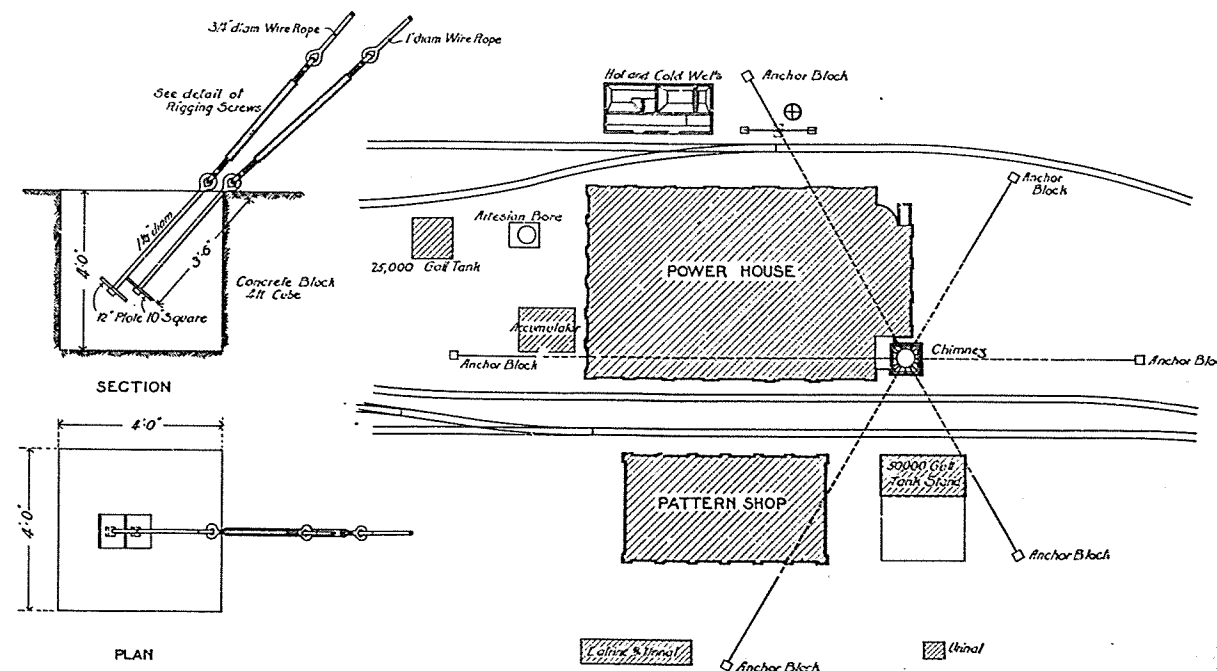 3/4" diam Wire Rope
1" diam Wire Rope
See detail of
Rigging Screws
4'.0"
diam
3'.6"
12" Plate 10" Square
Concrete Block
4ft Cube
SECTION
4'.0"
4'.0"
PLAN
Hot and Cold Wells
Anchor Block
Anchor
Block
Artesian Bore
25,000 Gall Tank
POWER HOUSE
Accumulator
Anchor Block
Chimney
Anchor Blo
PATTERN SHOP
50000 Gall
Tank Stand
Anchor Block
Latrine & Urinal
Urinal
Anchor Block